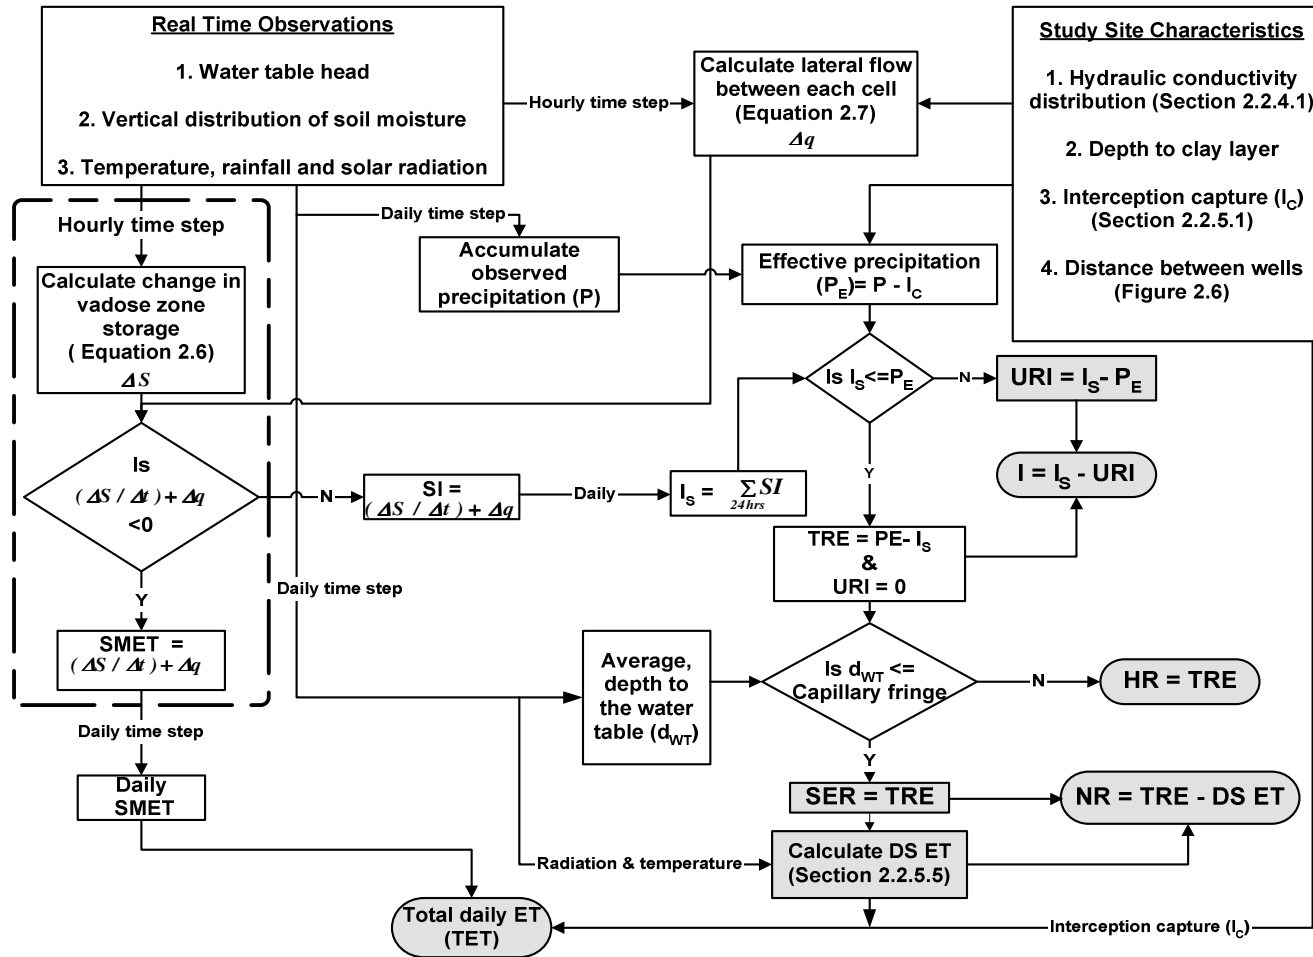 Real Time Observations
1. Water table head
2. Vertical distribution of soil moisture
3. Temperature, rainfall and solar radiation
Hourly time step
Calculate lateral flow
between each cell
(Equation 2.7)
Δq
Study Site Characteristics
1. Hydraulic conductivity
distribution (Section 2.2.4.1)
2. Depth to clay layer
3. Interception capture (I_C)
(Section 2.2.5.1)
4. Distance between wells
(Figure 2.6)
Hourly time step
Calculate change in
vadose zone
storage
( Equation 2.6)
ΔS
Daily time step
Accumulate
observed
precipitation (P)
Effective precipitation
(P_E)= P - I_C
Is I_S<=P_E
N
URI = I_S- P_E
I = I_S - URI
Y
Is
(ΔS / Δt) + Δq
<0
N
SI =
(ΔS / Δt) + Δq
Daily
I_S = Σ SI
24hrs
TRE = PE- I_S
&
URI = 0
Y
SMET =
(ΔS / Δt) + Δq
Daily time step
Average,
depth to
the water
table (d_WT)
Is d_WT <=
Capillary fringe
N
HR = TRE
Y
Daily time step
Daily
SMET
SER = TRE
NR = TRE - DS ET
Radiation & temperature
Calculate DS ET
(Section 2.2.5.5)
Total daily ET
(TET)
Interception capture (I_C)